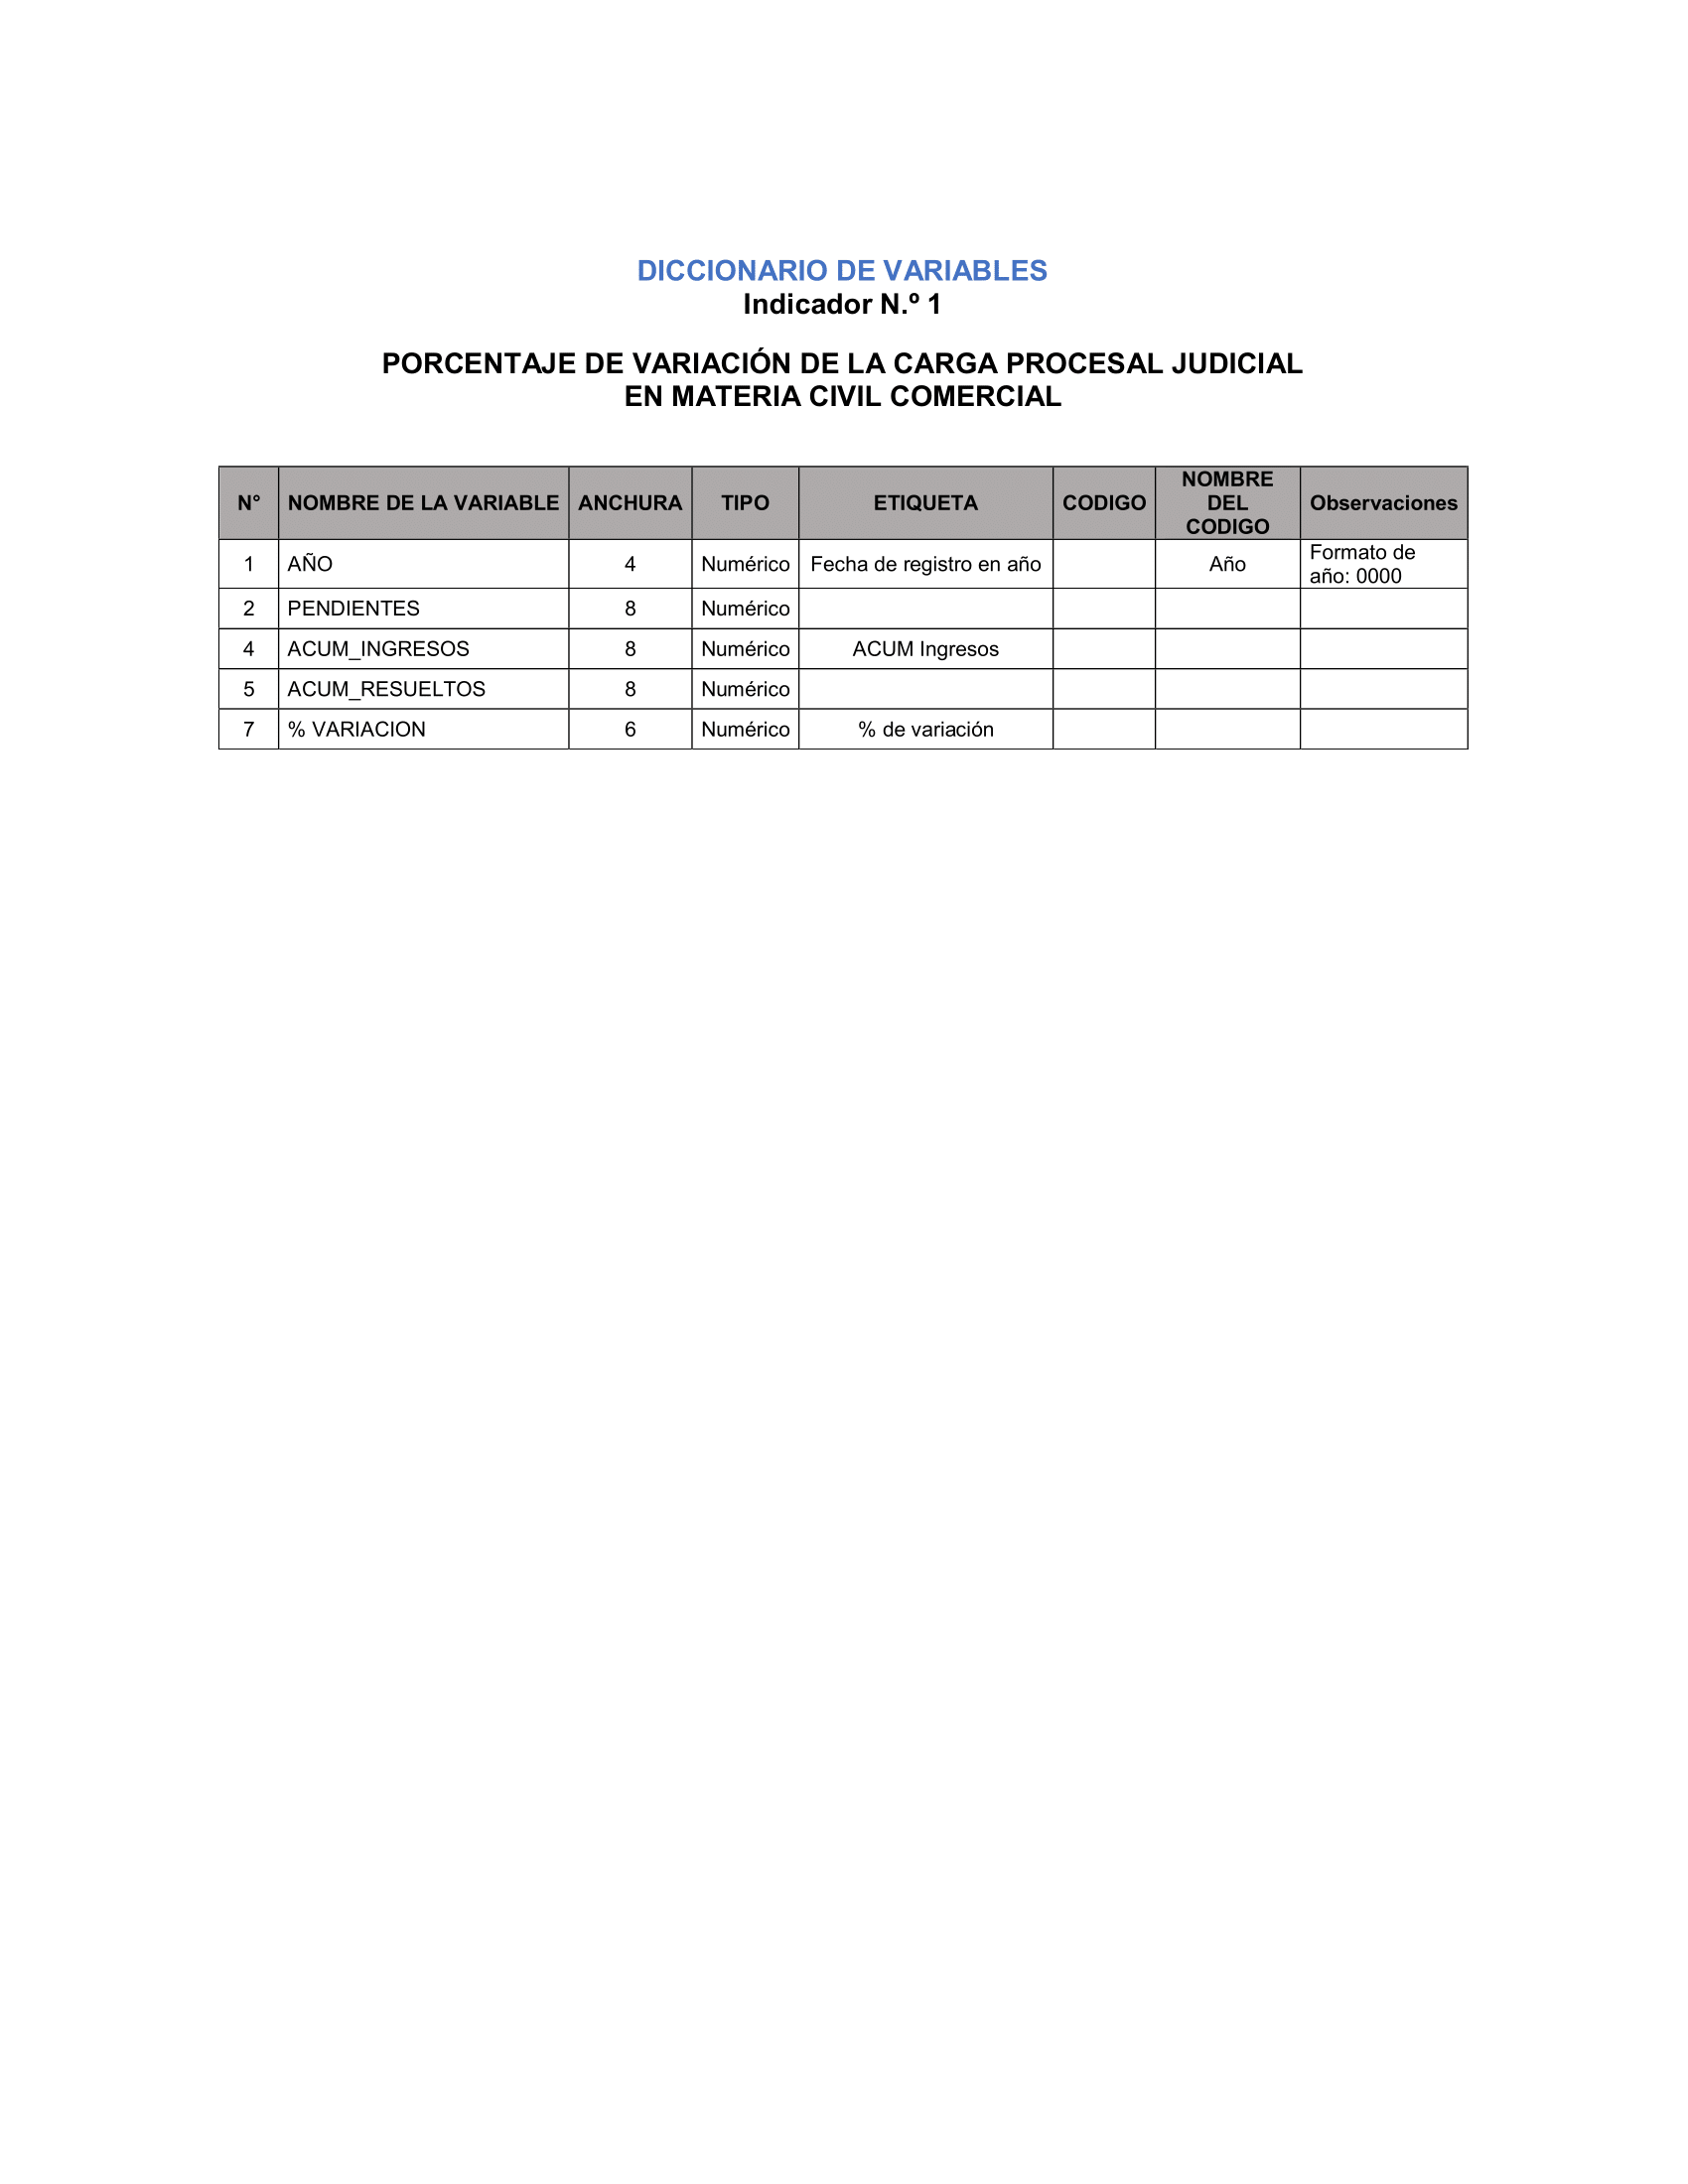 DICCIONARIO DE VARIABLES
Indicador N.º 1
PORCENTAJE DE VARIACIÓN DE LA CARGA PROCESAL JUDICIAL
EN MATERIA CIVIL COMERCIAL
N° NOMBRE DE LA VARIABLE ANCHURA TIPO ETIQUETA CODIGO NOMBRE DEL CODIGO Observaciones
1 AÑO 4 Numérico Fecha de registro en año Año Formato de año: 0000
2 PENDIENTES 8 Numérico
4 ACUM_INGRESOS 8 Numérico ACUM Ingresos
5 ACUM_RESUELTOS 8 Numérico
7 % VARIACION 6 Numérico % de variación